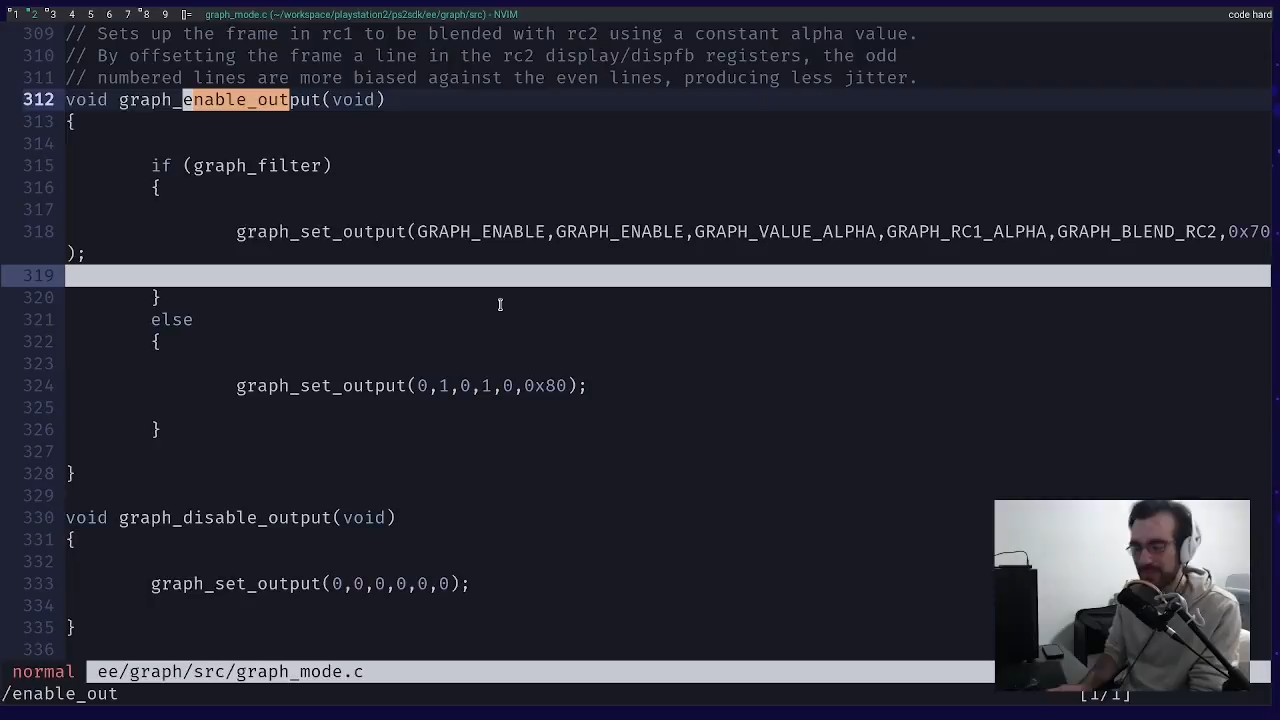 1 2 3 4 5 6 7 8 9 []= graph_mode.c (~/workspace/playstation2/ps2sdk/ee/graph/src) - NVIM code hard
309 // Sets up the frame in rc1 to be blended with rc2 using a constant alpha value.
310 // By offsetting the frame a line in the rc2 display/dispfb registers, the odd
311 // numbered lines are more biased against the even lines, producing less jitter.
312 void graph_enable_output(void)
313 {
314
315 if (graph_filter)
316 {
317
318 graph_set_output(GRAPH_ENABLE,GRAPH_ENABLE,GRAPH_VALUE_ALPHA,GRAPH_RC1_ALPHA,GRAPH_BLEND_RC2,0x70
);
319
320 }
321 else
322 {
323
324 graph_set_output(0,1,0,1,0,0x80);
325
326 }
327
328 }
329
330 void graph_disable_output(void)
331 {
332
333 graph_set_output(0,0,0,0,0,0);
334
335 }
336
normal ee/graph/src/graph_mode.c
/enable_out [1/1]